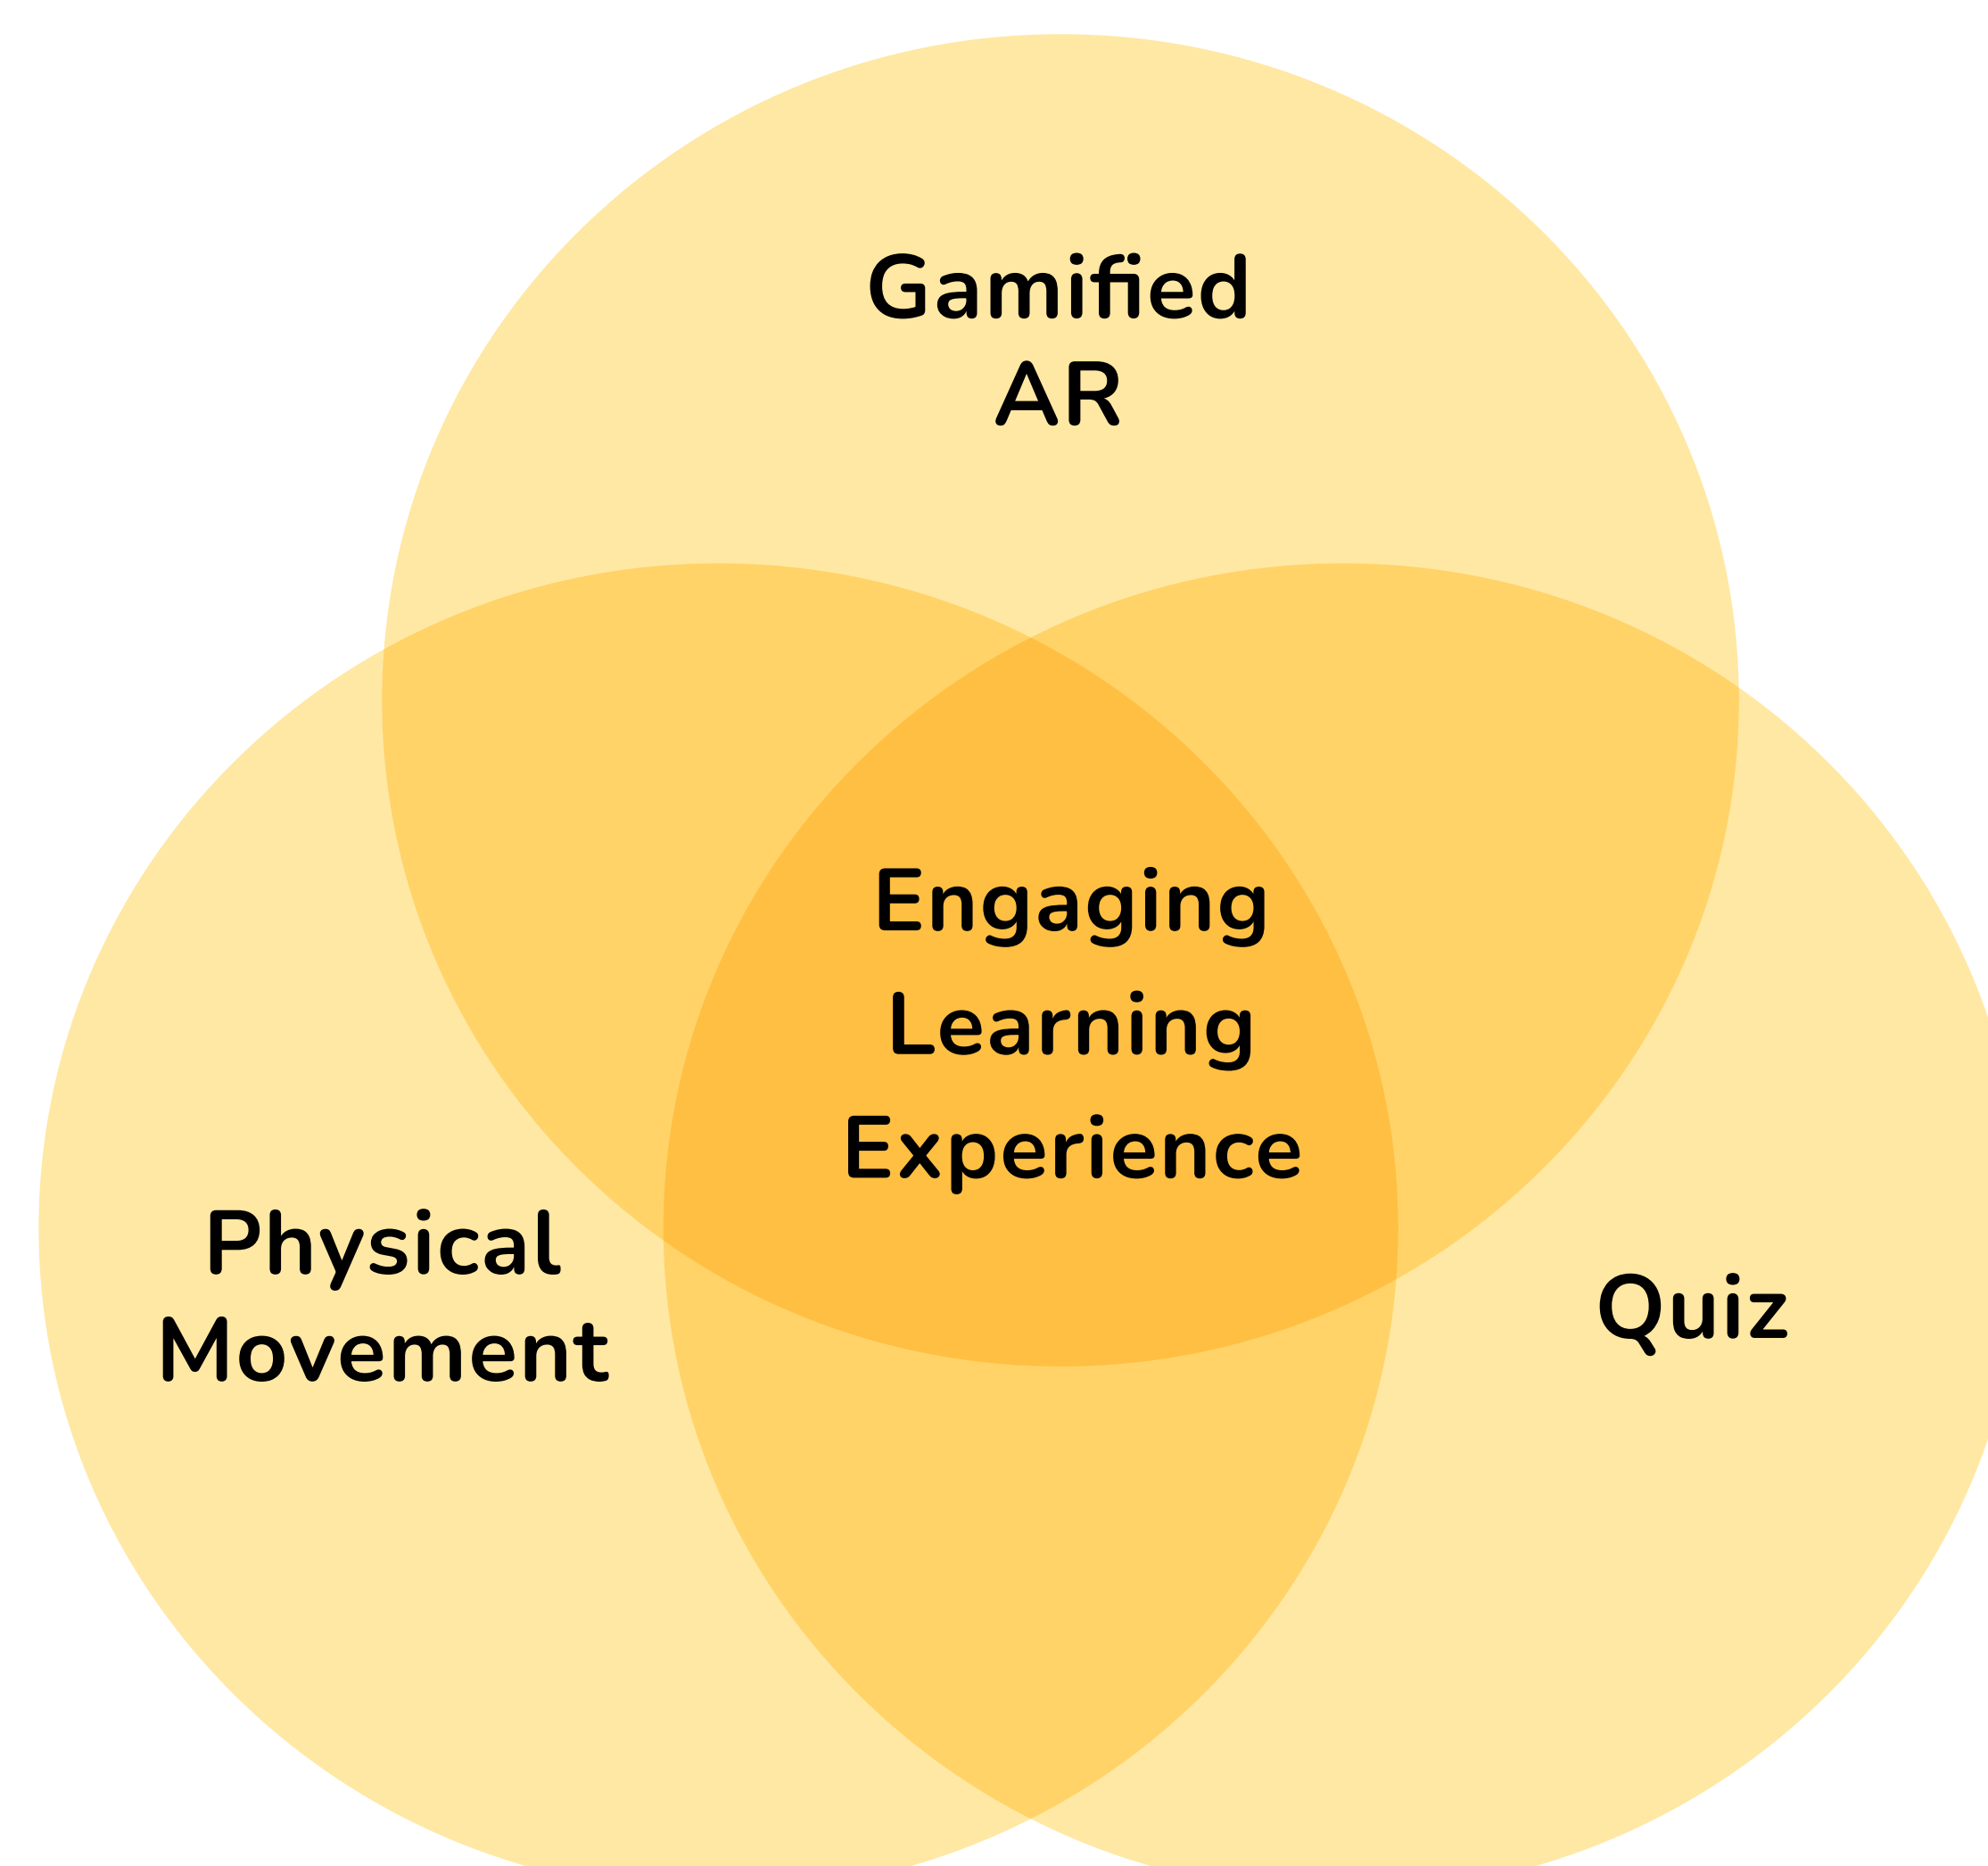 Gamified
AR
Engaging
Learning
Experience
Physical
Movement
Quiz